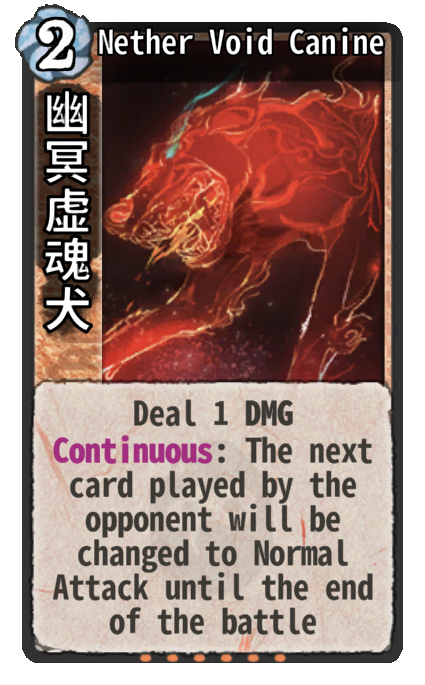 2
Nether Void Canine
幽冥虚魂犬
Deal 1 DMG
Continuous: The next
card played by the
opponent will be
changed to Normal
Attack until the end
of the battle